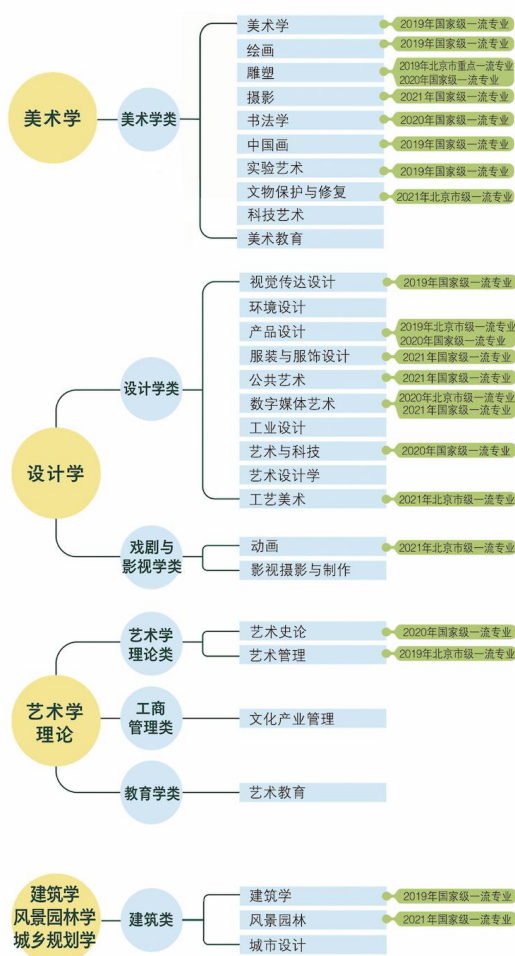 美术学
美术学类
美术学
2019年国家级一流专业
绘画
2019年国家级一流专业
雕塑
2019年北京市重点一流专业
2020年国家级一流专业
摄影
2021年国家级一流专业
书法学
2020年国家级一流专业
中国画
2019年国家级一流专业
实验艺术
2019年国家级一流专业
文物保护与修复
2021年北京市级一流专业
科技艺术
美术教育
设计学
设计学类
视觉传达设计
2019年国家级一流专业
环境设计
产品设计
2019年北京市级一流专业
2020年国家级一流专业
服装与服饰设计
2021年国家级一流专业
公共艺术
2021年国家级一流专业
数字媒体艺术
2020年北京市级一流专业
2021年国家级一流专业
工业设计
艺术与科技
2020年国家级一流专业
艺术设计学
工艺美术
2021年北京市级一流专业
戏剧与
影视学类
动画
2021年北京市级一流专业
影视摄影与制作
艺术学
理论
艺术学
理论类
艺术史论
2020年国家级一流专业
艺术管理
2019年北京市级一流专业
工商
管理类
文化产业管理
教育学类
艺术教育
建筑学
风景园林学
城乡规划学
建筑类
建筑学
2019年国家级一流专业
风景园林
2021年国家级一流专业
城市设计